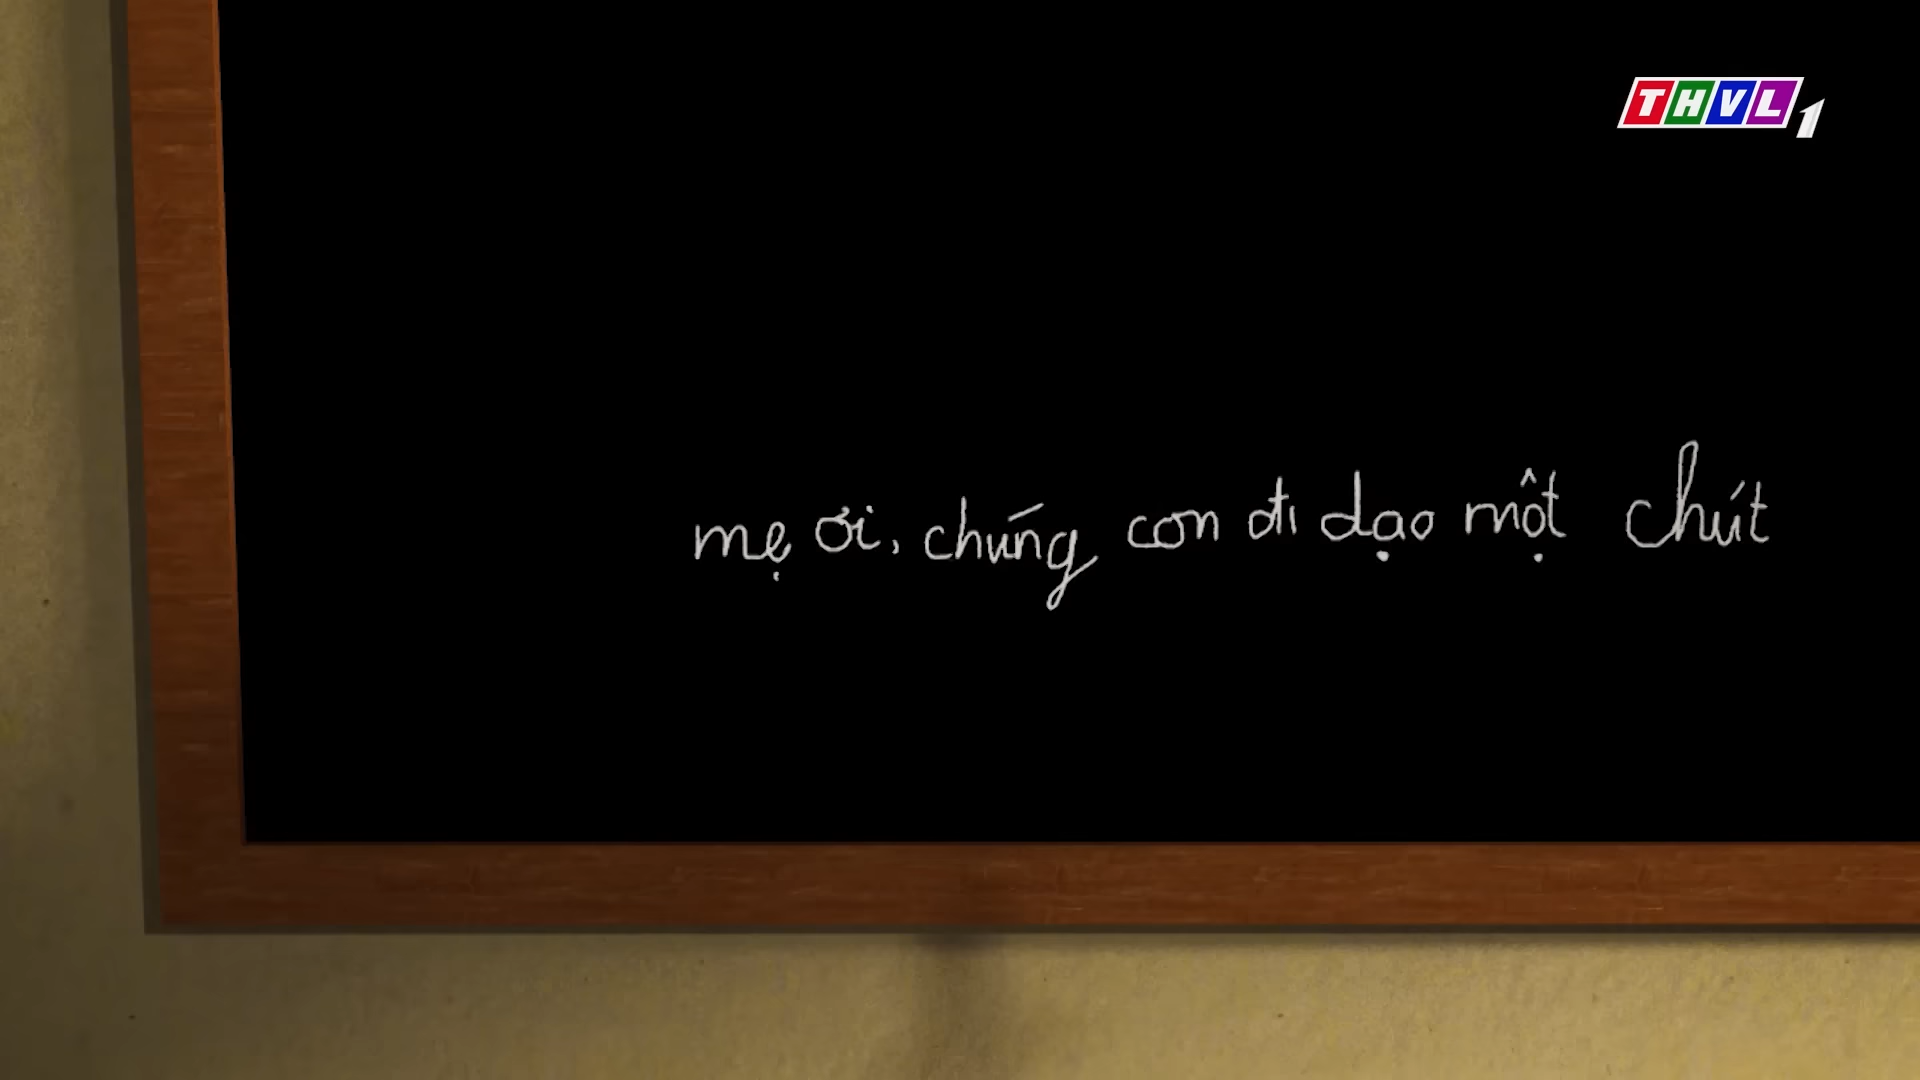 THVL1
mẹ ơi, chúng con đi dạo một chút